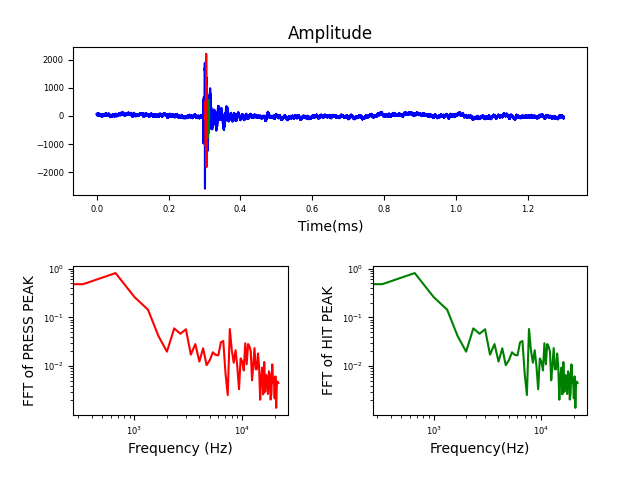 Amplitude
2000
1000
0
−1000
−2000
0.0 0.2 0.4 0.6 0.8 1.0 1.2
Time(ms)
FFT of PRESS PEAK
10⁰
10⁻¹
10⁻²
10³ 10⁴
Frequency (Hz)
FFT of HIT PEAK
10⁰
10⁻¹
10⁻²
10³ 10⁴
Frequency(Hz)